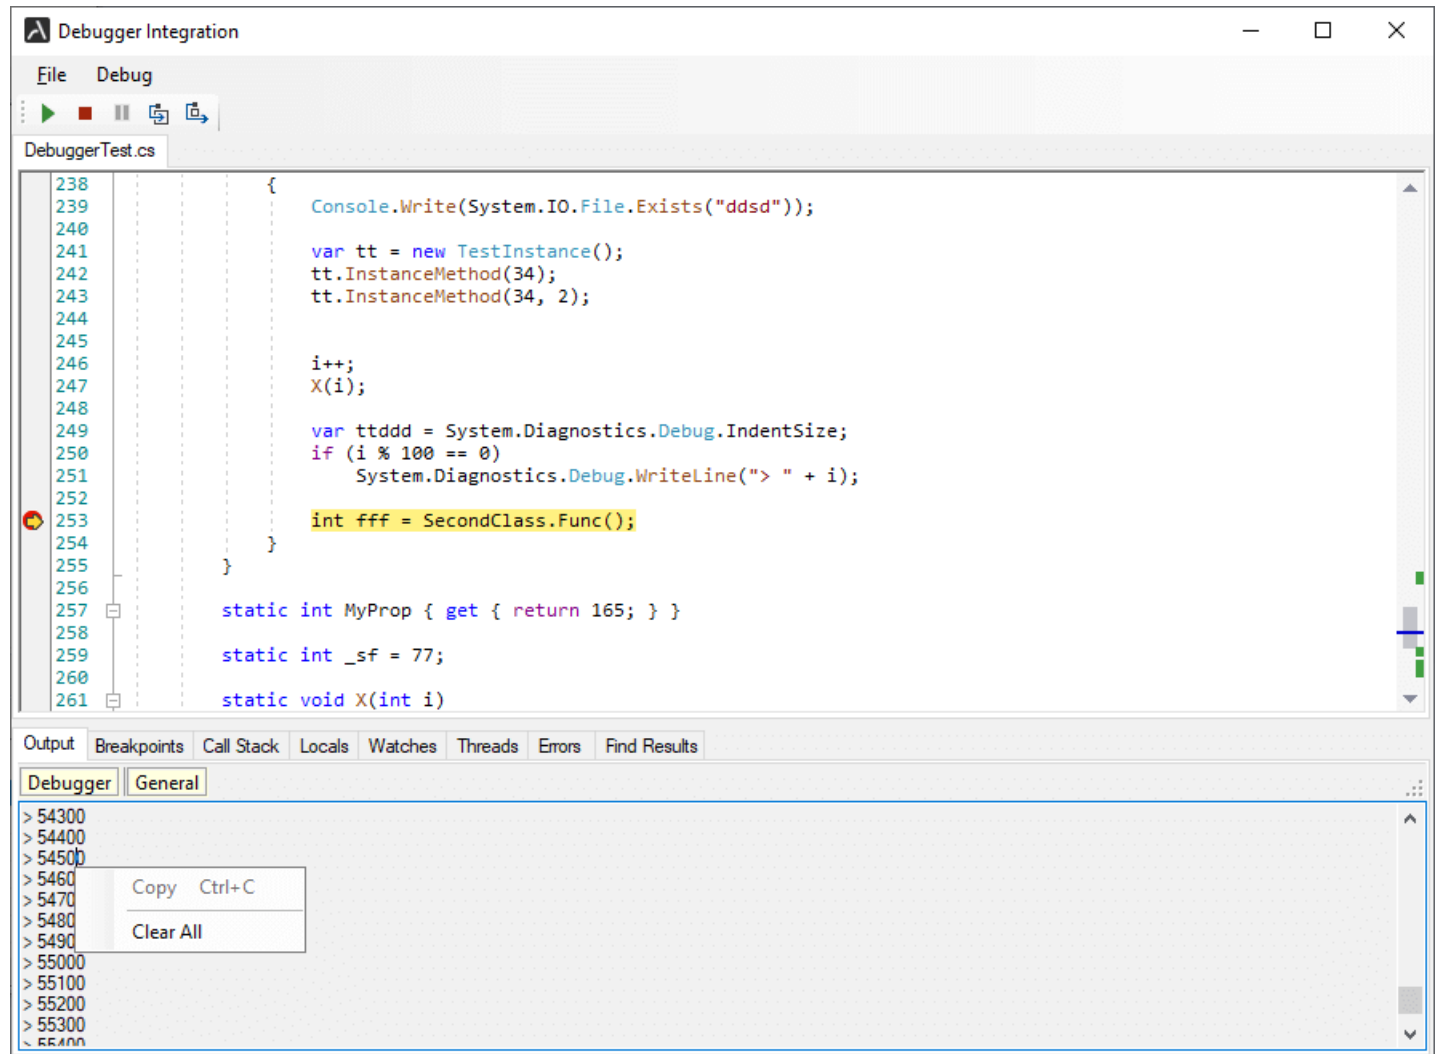 Debugger Integration
File Debug
DebuggerTest.cs
238 {
239 Console.Write(System.IO.File.Exists("ddsd"));
240
241 var tt = new TestInstance();
242 tt.InstanceMethod(34);
243 tt.InstanceMethod(34, 2);
244
245
246 i++;
247 X(i);
248
249 var ttddd = System.Diagnostics.Debug.IndentSize;
250 if (i % 100 == 0)
251 System.Diagnostics.Debug.WriteLine("> " + i);
252
253 int fff = SecondClass.Func();
254 }
255 }
256
257 static int MyProp { get { return 165; } }
258
259 static int _sf = 77;
260
261 static void X(int i)
Output Breakpoints Call Stack Locals Watches Threads Errors Find Results
Debugger General
> 54300
> 54400
> 54500
> 5460
> 5470
> 5480
> 5490
Copy Ctrl+C
Clear All
> 55000
> 55100
> 55200
> 55300
> 55400